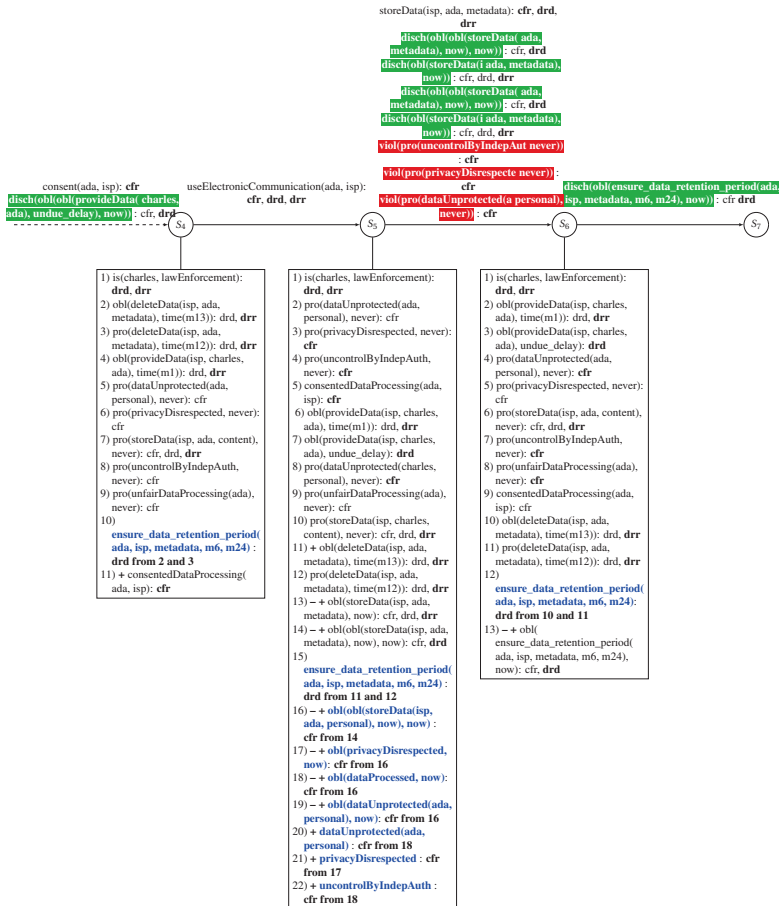 storeData(isp, ada, metadata): cfr, drd,
drr
disch(obl(obl(storeData( ada,
metadata), now), now)) : cfr, drd
disch(obl(storeData(i ada, metadata),
now)) : cfr, drd, drr
disch(obl(obl(storeData( ada,
metadata), now), now)) : cfr, drd
disch(obl(storeData(i ada, metadata),
now)) : cfr, drd, drr
viol(pro(uncontrolByIndepAut never))
: cfr
viol(pro(privacyDisrespecte never)) :
cfr
viol(pro(dataUnprotected(a personal),
never)) : cfr
consent(ada, isp): cfr
disch(obl(obl(provideData( charles,
ada), undue_delay), now)) : cfr, drd
useElectronicCommunication(ada, isp):
cfr, drd, drr
disch(obl(ensure_data_retention_period(ada,
isp, metadata, m6, m24), now)) : cfr drd
S4
S5
S6
S7
1) is(charles, lawEnforcement):
drd, drr
2) obl(deleteData(isp, ada,
metadata), time(m13)): drd, drr
3) pro(deleteData(isp, ada,
metadata), time(m12)): drd, drr
4) obl(provideData(isp, charles,
ada), time(m1)): drd, drr
5) pro(dataUnprotected(ada,
personal), never): cfr
6) pro(privacyDisrespected, never):
cfr
7) pro(storeData(isp, ada, content),
never): cfr, drd, drr
8) pro(uncontrolByIndepAuth,
never): cfr
9) pro(unfairDataProcessing(ada),
never): cfr
10)
ensure_data_retention_period(
ada, isp, metadata, m6, m24) :
drd from 2 and 3
11) + consentedDataProcessing(
ada, isp): cfr
1) is(charles, lawEnforcement):
drd, drr
2) pro(dataUnprotected(ada,
personal), never): cfr
3) pro(privacyDisrespected, never):
cfr
4) pro(uncontrolByIndepAuth,
never): cfr
5) consentedDataProcessing(ada,
isp): cfr
6) obl(provideData(isp, charles,
ada), time(m1)): drd, drr
7) obl(provideData(isp, charles,
ada), undue_delay): drd
8) pro(dataUnprotected(charles,
personal), never): cfr
9) pro(unfairDataProcessing(ada),
never): cfr
10) pro(storeData(isp, charles,
content), never): cfr, drd, drr
11) + obl(deleteData(isp, ada,
metadata), time(m13)): drd, drr
12) pro(deleteData(isp, ada,
metadata), time(m12)): drd, drr
13) – + obl(storeData(isp, ada,
metadata), now): cfr, drd, drr
14) – + obl(obl(storeData(isp, ada,
metadata), now), now): cfr, drd
15)
ensure_data_retention_period(
ada, isp, metadata, m6, m24) :
drd from 11 and 12
16) – + obl(obl(storeData(isp,
ada, personal), now), now) :
cfr from 14
17) – + obl(privacyDisrespected,
now): cfr from 16
18) – + obl(dataProcessed, now):
cfr from 16
19) – + obl(dataUnprotected(ada,
personal), now): cfr from 16
20) + dataUnprotected(ada,
personal) : cfr from 18
21) + privacyDisrespected : cfr
from 17
22) + uncontrolByIndepAuth :
cfr from 18
1) is(charles, lawEnforcement):
drd, drr
2) obl(provideData(isp, charles,
ada), time(m1)): drd, drr
3) obl(provideData(isp, charles,
ada), undue_delay): drd
4) pro(dataUnprotected(ada,
personal), never): cfr
5) pro(privacyDisrespected, never):
cfr
6) pro(storeData(isp, ada, content),
never): cfr, drd, drr
7) pro(uncontrolByIndepAuth,
never): cfr
8) pro(unfairDataProcessing(ada),
never): cfr
9) consentedDataProcessing(ada,
isp): cfr
10) obl(deleteData(isp, ada,
metadata), time(m13)): drd, drr
11) pro(deleteData(isp, ada,
metadata), time(m12)): drd, drr
12)
ensure_data_retention_period(
ada, isp, metadata, m6, m24):
drd from 10 and 11
13) – + obl(
ensure_data_retention_period(
ada, isp, metadata, m6, m24),
now): cfr, drd